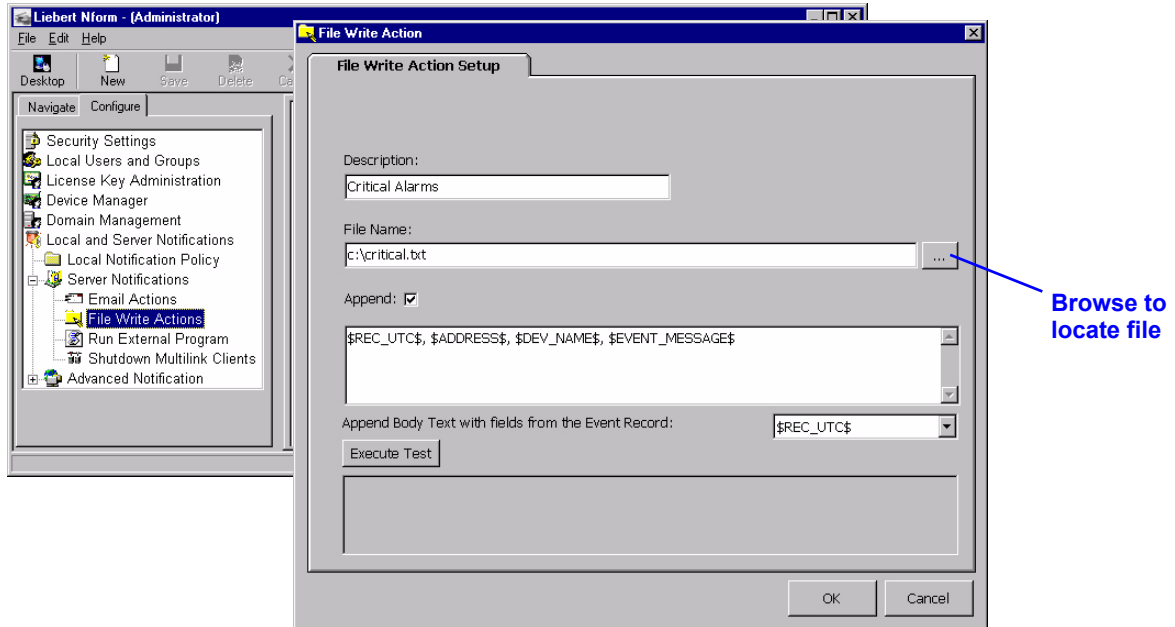 Liebert Nform - (Administrator)
File Edit Help
Desktop New Save Delete Ca
Navigate Configure
Security Settings
Local Users and Groups
License Key Administration
Device Manager
Domain Management
Local and Server Notifications
Local Notification Policy
Server Notifications
Email Actions
File Write Actions
Run External Program
Shutdown Multilink Clients
Advanced Notification
File Write Action
File Write Action Setup
Description:
Critical Alarms
File Name:
c:\critical.txt
...
Append:
$REC_UTC$, $ADDRESS$, $DEV_NAME$, $EVENT_MESSAGE$
Append Body Text with fields from the Event Record:
$REC_UTC$
Execute Test
OK Cancel
Browse to
locate file